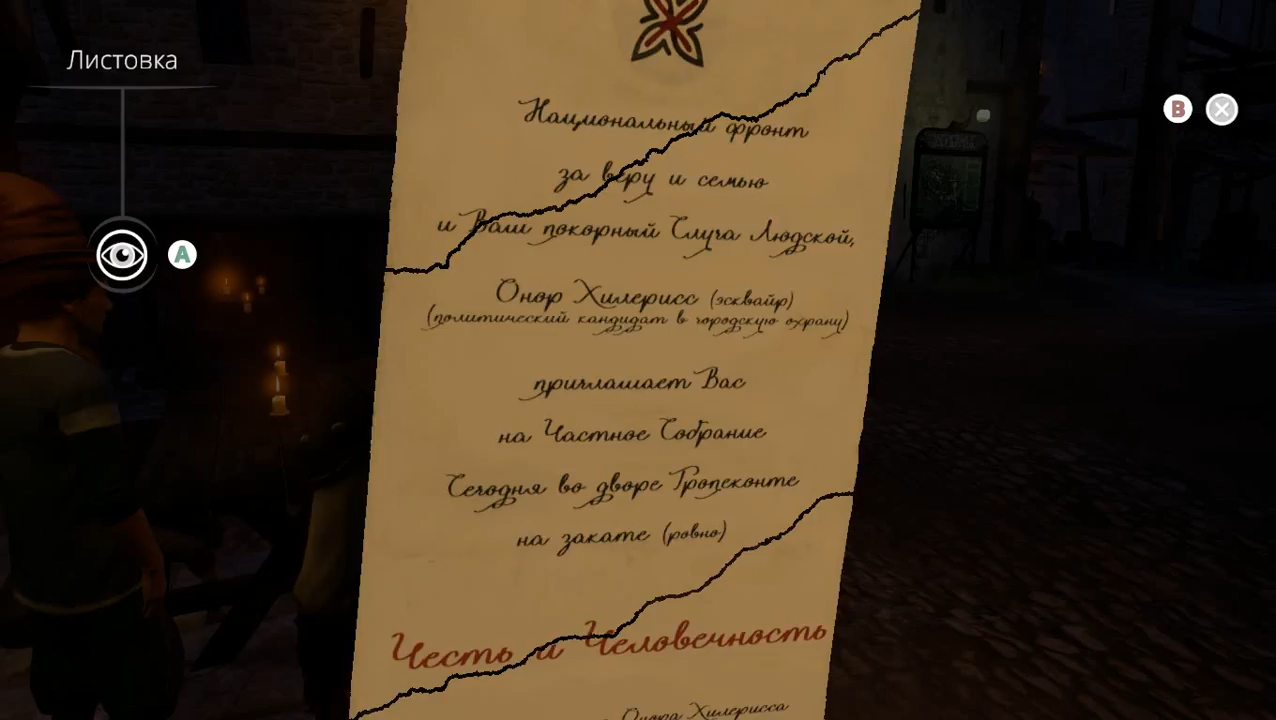 Листовка
B
A
Национальный фронт
за веру и семью
и Ваш покорный Слуга Людской,
Онор Хилерисс (эсквайр)
(политический кандидат в городскую охрану)
приглашает Вас
на Частное Собрание
Сегодня во дворе Тропеконте
на закате (ровно)
Честь и Человечность
Онора Хилерисса